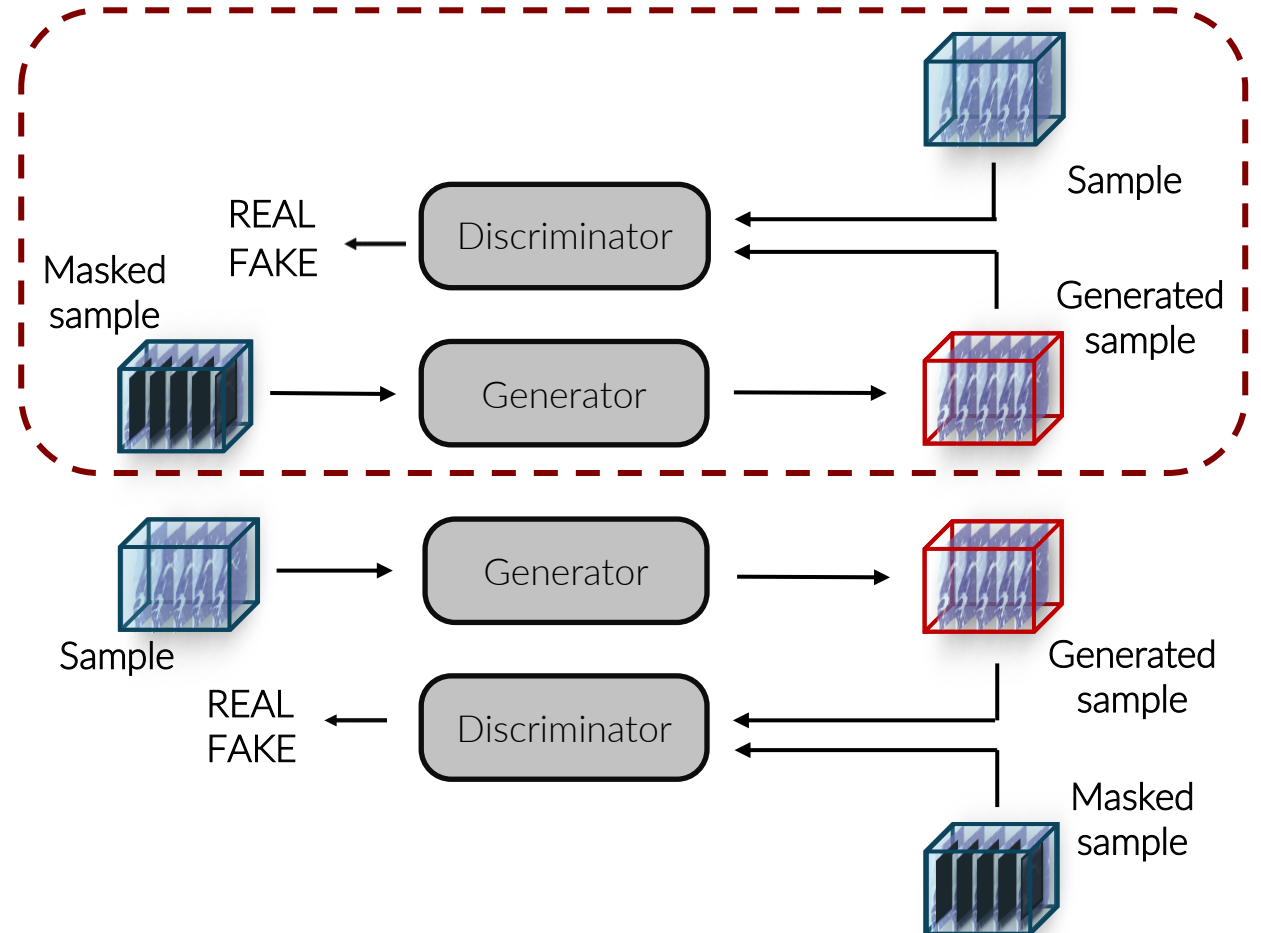 Sample
REAL
FAKE
Discriminator
Masked
sample
Generated
sample
Generator
Generator
Sample
Generated
sample
REAL
FAKE
Discriminator
Masked
sample